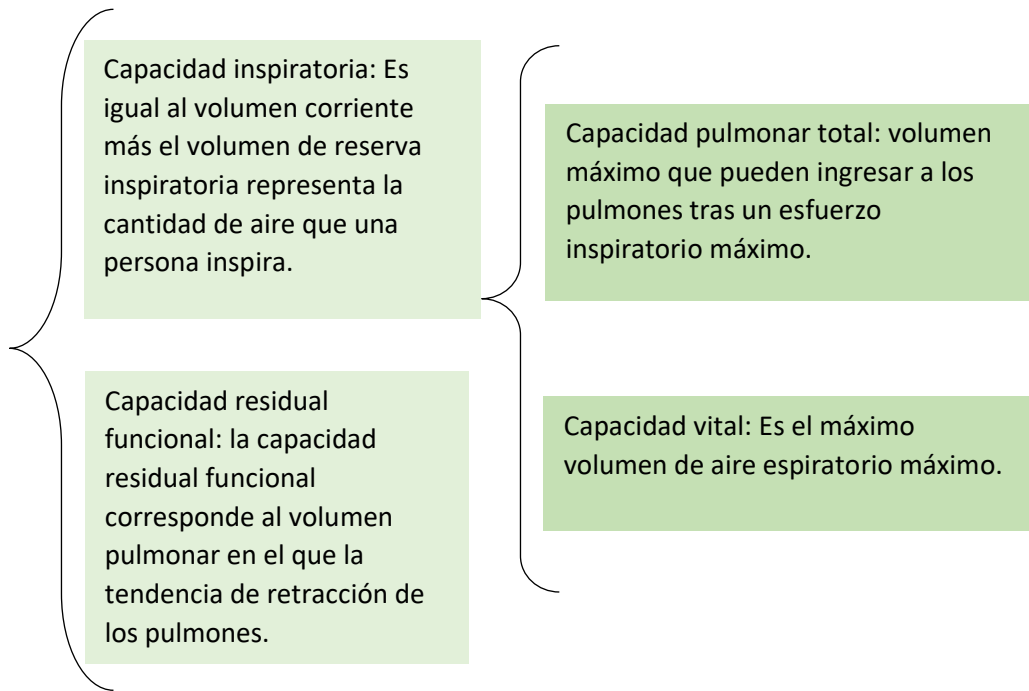 Capacidad inspiratoria: Es
igual al volumen corriente
más el volumen de reserva
inspiratoria representa la
cantidad de aire que una
persona inspira.
Capacidad residual
funcional: la capacidad
residual funcional
corresponde al volumen
pulmonar en el que la
tendencia de retracción de
los pulmones.
Capacidad pulmonar total: volumen
máximo que pueden ingresar a los
pulmones tras un esfuerzo
inspiratorio máximo.
Capacidad vital: Es el máximo
volumen de aire espiratorio máximo.